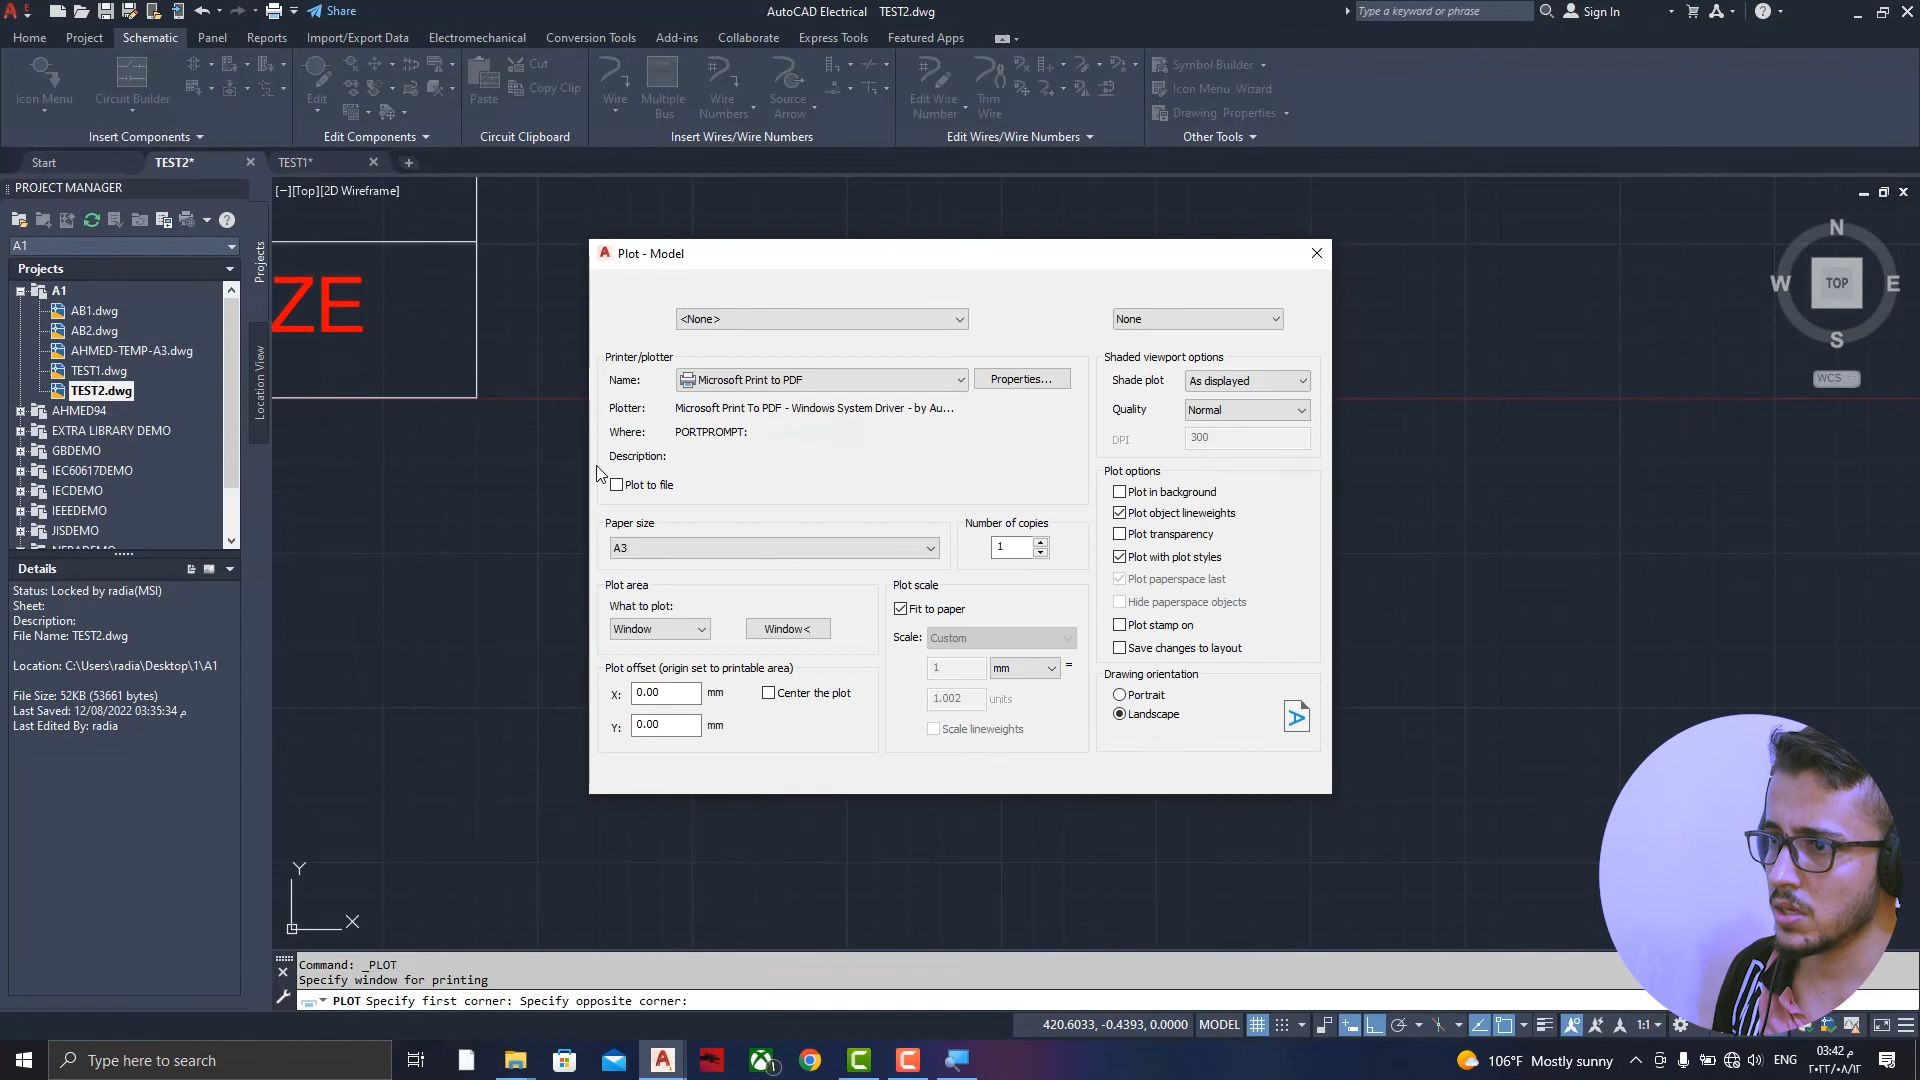 Share
AutoCAD Electrical TEST2.dwg
Type a keyword or phrase
Sign In
Home Project Schematic Panel Reports Import/Export Data Electromechanical Conversion Tools Add-ins Collaborate Express Tools Featured Apps
Icon Menu
Circuit Builder
Edit
Paste
Cut
Copy Clip
Wire
Multiple Bus
Wire Numbers
Source Arrow
Edit Wire Number
Trim Wire
Symbol Builder
Icon Menu Wizard
Drawing Properties
Insert Components
Edit Components
Circuit Clipboard
Insert Wires/Wire Numbers
Edit Wires/Wire Numbers
Other Tools
Start
TEST2*
TEST1*
PROJECT MANAGER
A1
Projects
A1
AB1.dwg
AB2.dwg
AHMED-TEMP-A3.dwg
TEST1.dwg
TEST2.dwg
AHMED94
EXTRA LIBRARY DEMO
GBDEMO
IEC60617DEMO
IECDEMO
IEEEDEMO
JISDEMO
Projects
Location View
Details
Status: Locked by radia(MSI)
Sheet:
Description:
File Name: TEST2.dwg
Location: C:\Users\radia\Desktop\1\A1
File Size: 52KB (53661 bytes)
Last Saved: 12/08/2022 03:35:34 م
Last Edited By: radia
[−][Top][2D Wireframe]
ZE
N
W
TOP
E
S
WCS
Plot - Model
<None>
None
Printer/plotter
Name: Microsoft Print to PDF
Properties...
Plotter: Microsoft Print To PDF - Windows System Driver - by Au...
Where: PORTPROMPT:
Description:
Plot to file
Paper size
A3
Number of copies
1
Plot area
What to plot:
Window
Window<
Plot offset (origin set to printable area)
X: 0.00 mm
Center the plot
Y: 0.00 mm
Plot scale
Fit to paper
Scale: Custom
1 mm =
1.002 units
Scale lineweights
Shaded viewport options
Shade plot As displayed
Quality Normal
DPI 300
Plot options
Plot in background
Plot object lineweights
Plot transparency
Plot with plot styles
Plot paperspace last
Hide paperspace objects
Plot stamp on
Save changes to layout
Drawing orientation
Portrait
Landscape
A
Y
X
Command: _PLOT
Specify window for printing
PLOT Specify first corner: Specify opposite corner:
420.6033, -0.4393, 0.0000 MODEL
1:1
Type here to search
106°F Mostly sunny
ENG
03:42 م
٢٠٢٢/٠٨/١٢